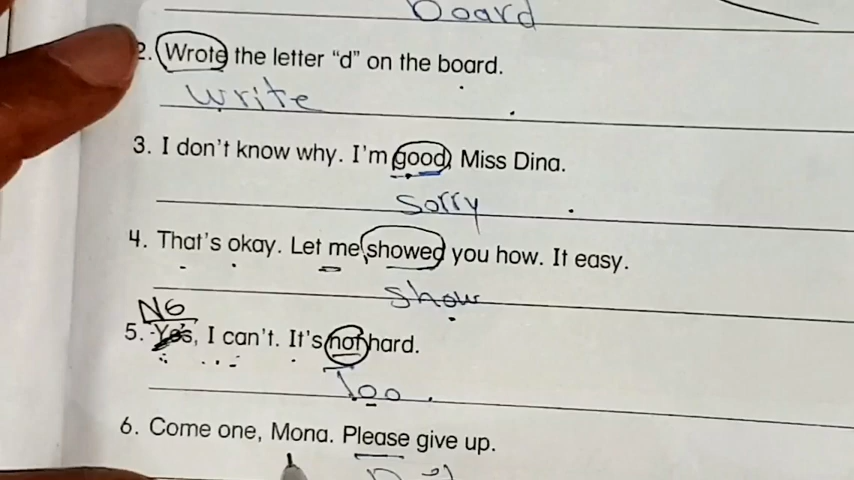 Board
2. Wrote the letter "d" on the board.
write
3. I don't know why. I'm good, Miss Dina.
sorry
4. That's okay. Let me showed you how. It easy.
show
No
5. Yes, I can't. It's not hard.
Too
6. Come one, Mona. Please give up.